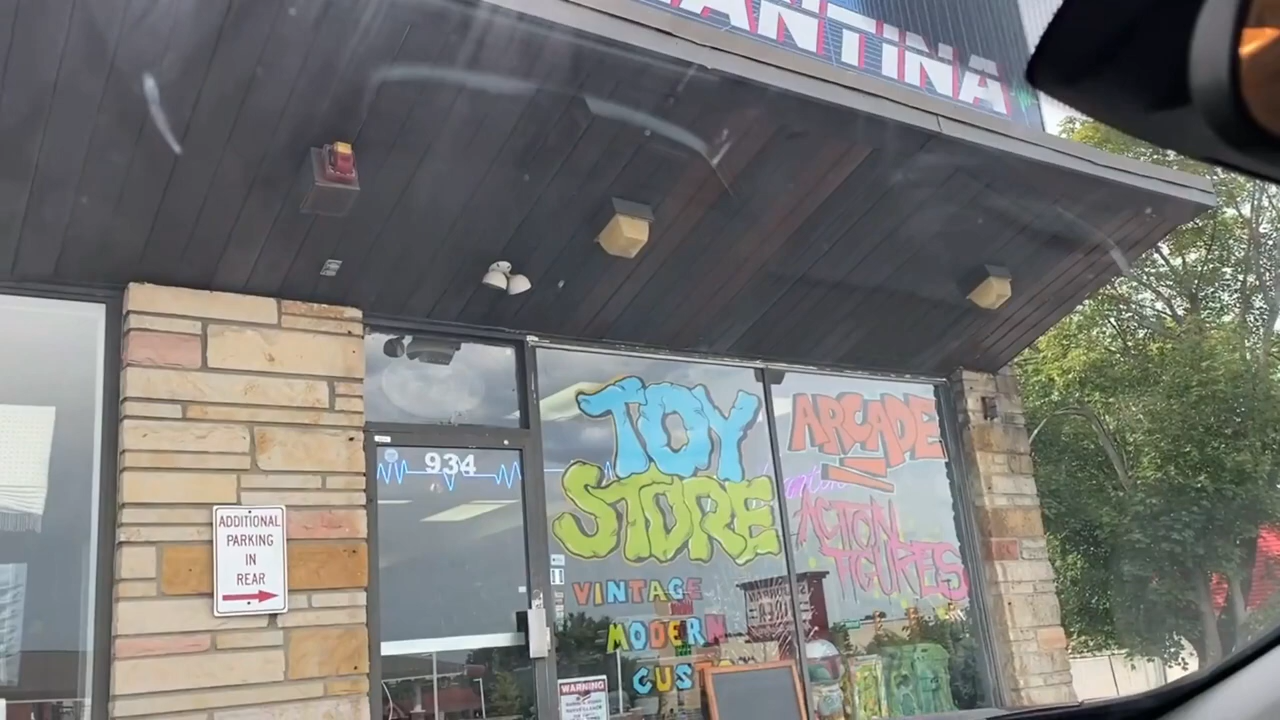 ANTINA
934
TOY
STORE
ARCADE
ACTION
FIGURES
VINTAGE
MODERN
CUS
ADDITIONAL
PARKING
IN
REAR
WARNING